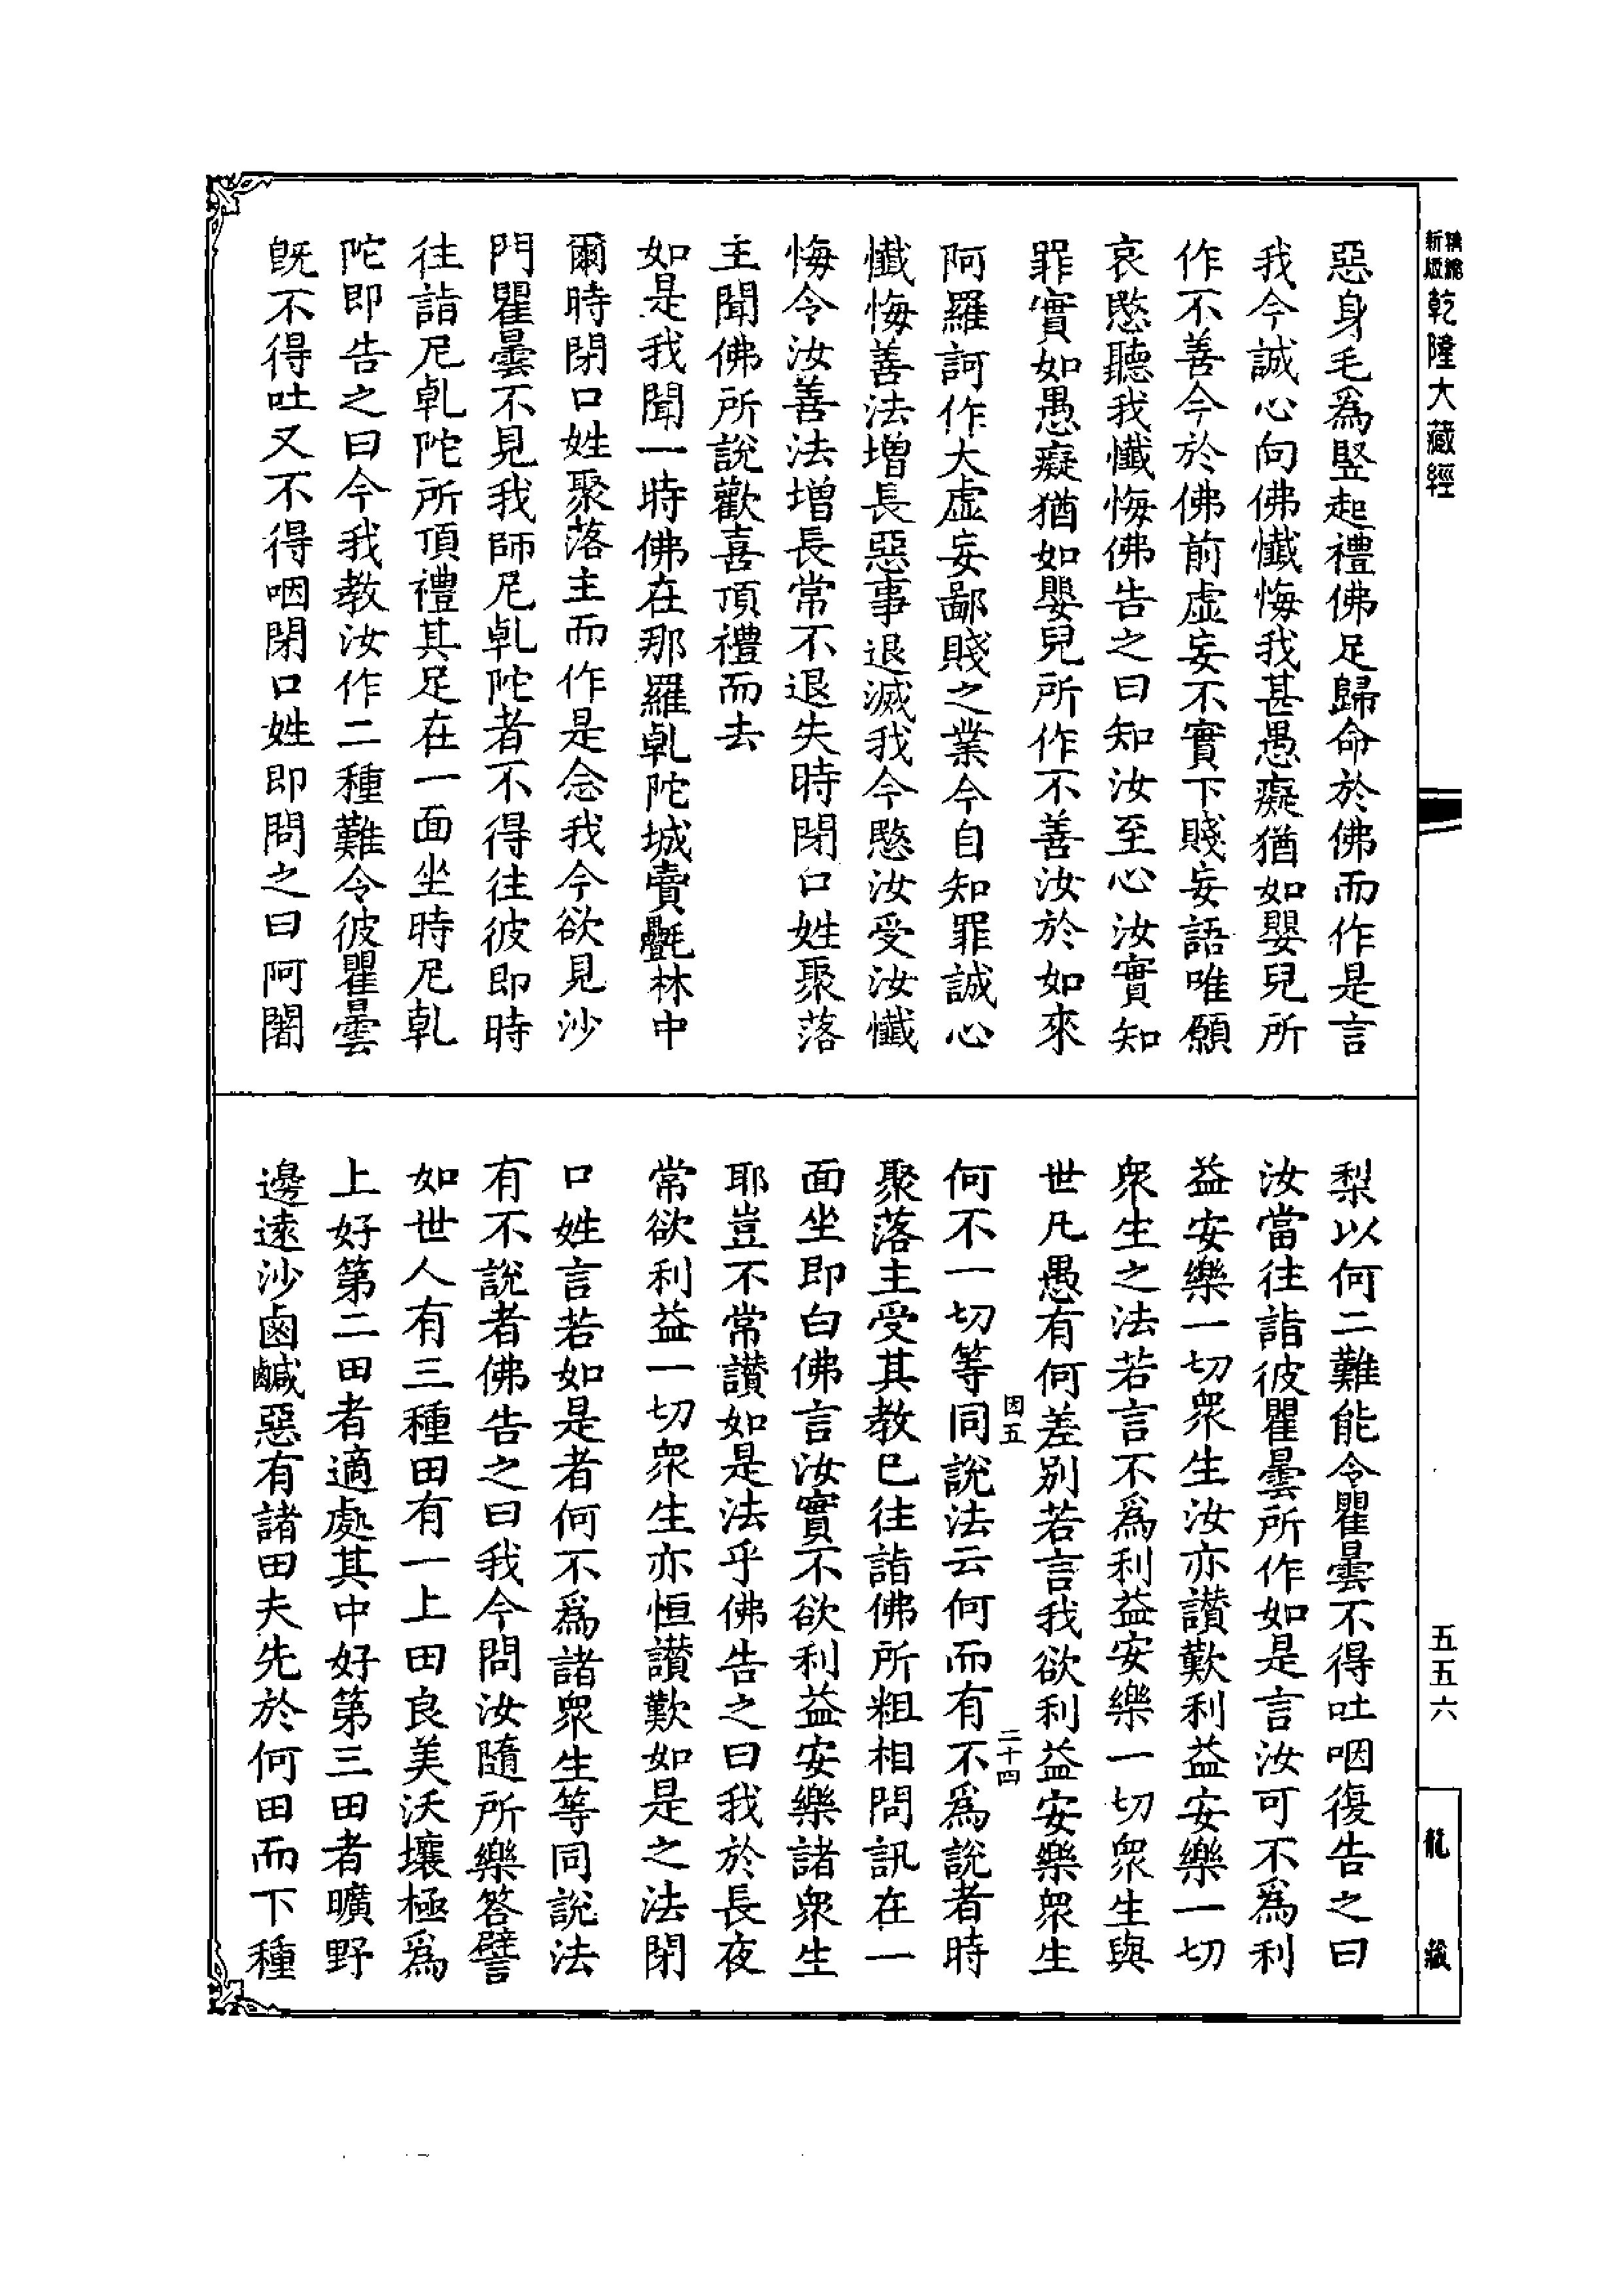 新版
精縮
乾隆大藏經
五五六
龍藏
惡身毛爲竪起禮佛足歸命於佛而作是言
我今誠心向佛懺悔我甚愚癡猶如嬰兒所
作不善今於佛前虛妄不實下賤妄語唯願
哀愍聽我懺悔佛告之曰知汝至心汝實知
罪實如愚癡猶如嬰兒所作不善汝於如來
阿羅訶作大虛妄鄙賤之業今自知罪誠心
懺悔善法增長惡事退滅我今愍汝受汝懺
悔令汝善法增長常不退失時閉口姓聚落
主聞佛所說歡喜頂禮而去
如是我聞一時佛在那羅乹陀城賣氎林中
爾時閉口姓聚落主而作是念我今欲見沙
門瞿曇不見我師尼乹陀者不得往彼即時
往詣尼乹陀所頂禮其足在一面坐時尼乹
陀即告之曰今我教汝作二種難令彼瞿曇
旣不得吐又不得咽閉口姓即問之曰阿闍
梨以何二難能令瞿曇不得吐咽復告之曰
汝當往詣彼瞿曇所作如是言汝可不爲利
益安樂一切衆生汝亦讚歎利益安樂一切
衆生之法若言不爲利益安樂一切衆生與
世凡愚有何差別若言我欲利益安樂衆生
因五
二十四
何不一切等同說法云何而有不爲說者時
聚落主受其教已往詣佛所粗相問訊在一
面坐即白佛言汝實不欲利益安樂諸衆生
耶豈不常讚如是法乎佛告之曰我於長夜
常欲利益一切衆生亦恒讚歎如是之法閉
口姓言若如是者何不爲諸衆生等同說法
有不說者佛告之曰我今問汝隨所樂答譬
如世人有三種田有一上田良美沃壤極爲
上好第二田者適處其中好第三田者曠野
邊遠沙鹵鹹惡有諸田夫先於何田而下種